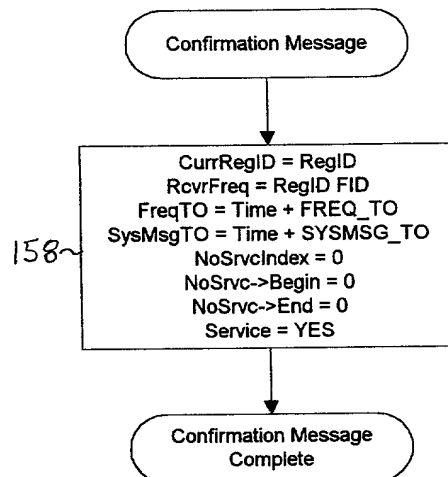 Confirmation Message
CurrRegID = RegID
RcvrFreq = RegID FID
FreqTO = Time + FREQ_TO
SysMsgTO = Time + SYSMSG_TO
NoSrvcIndex = 0
NoSrvc->Begin = 0
NoSrvc->End = 0
Service = YES
158
Confirmation Message
Complete